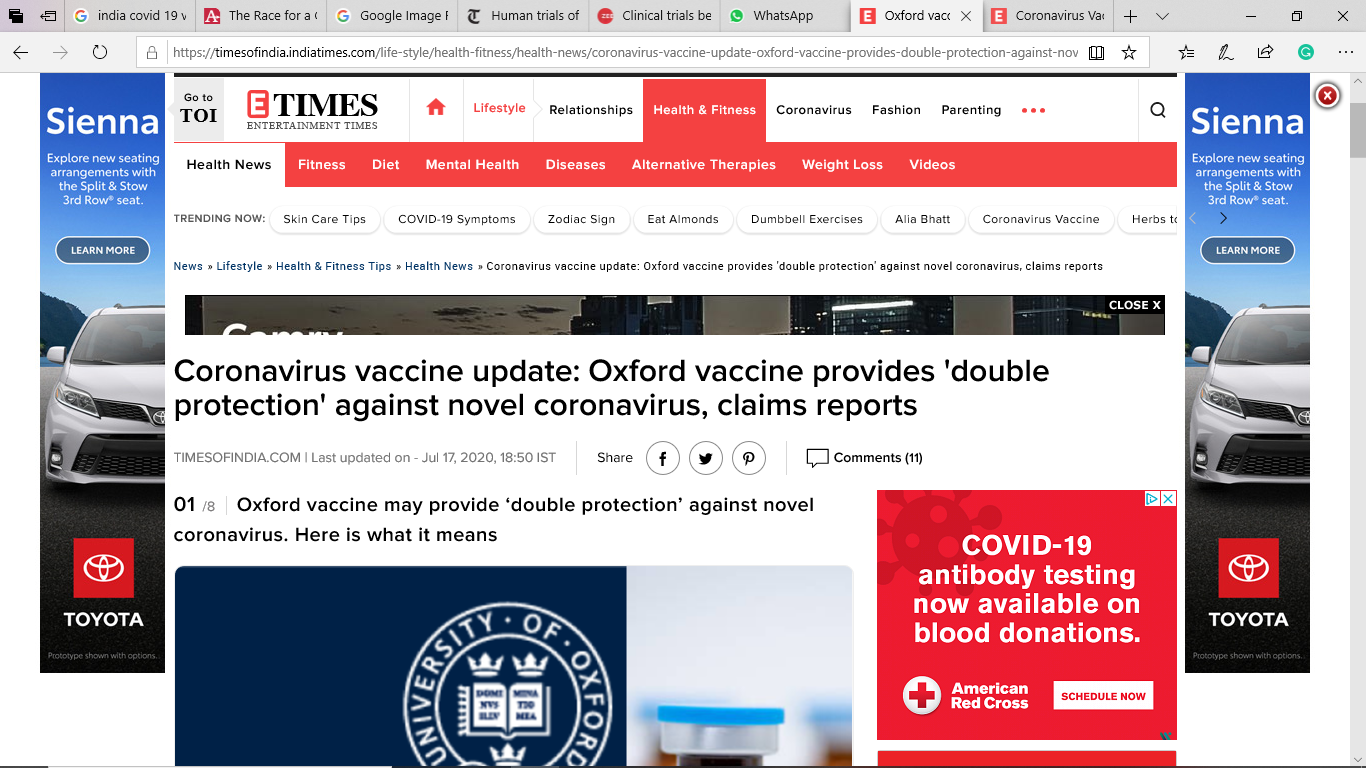 india covid 19 v
The Race for a C
Google Image F
Human trials of
Clinical trials be
WhatsApp
Oxford vacc
Coronavirus Vac
https://timesofindia.indiatimes.com/life-style/health-fitness/health-news/coronavirus-vaccine-update-oxford-vaccine-provides-double-protection-against-nov
Go to
TOI
E TIMES
ENTERTAINMENT TIMES
Lifestyle
Relationships
Health & Fitness
Coronavirus
Fashion
Parenting
Health News
Fitness
Diet
Mental Health
Diseases
Alternative Therapies
Weight Loss
Videos
TRENDING NOW:
Skin Care Tips
COVID-19 Symptoms
Zodiac Sign
Eat Almonds
Dumbbell Exercises
Alia Bhatt
Coronavirus Vaccine
Herbs to
News » Lifestyle » Health & Fitness Tips » Health News » Coronavirus vaccine update: Oxford vaccine provides 'double protection' against novel coronavirus, claims reports
Camry
CLOSE X
Coronavirus vaccine update: Oxford vaccine provides 'double
protection' against novel coronavirus, claims reports
TIMESOFINDIA.COM | Last updated on - Jul 17, 2020, 18:50 IST
Share
Comments (11)
01 /8 Oxford vaccine may provide ‘double protection’ against novel
coronavirus. Here is what it means
UNIVERSITY · OF · OXFORD
DOMI MINA
NVS TIO
ILLV MEA
COVID-19
antibody testing
now available on
blood donations.
American
Red Cross
SCHEDULE NOW
Sienna
Explore new seating
arrangements with
the Split & Stow
3rd Row® seat.
LEARN MORE
TOYOTA
Prototype shown with options.
Sienna
Explore new seating
arrangements with
the Split & Stow
3rd Row® seat.
LEARN MORE
TOYOTA
Prototype shown with options.